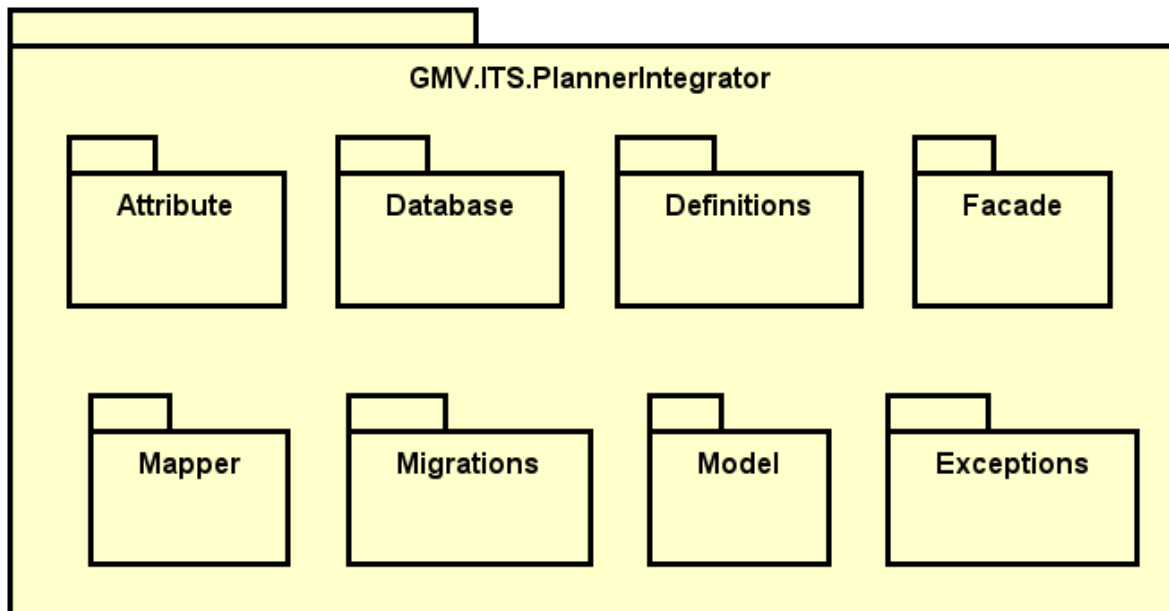 GMV.ITS.PlannerIntegrator
Attribute
Database
Definitions
Facade
Mapper
Migrations
Model
Exceptions